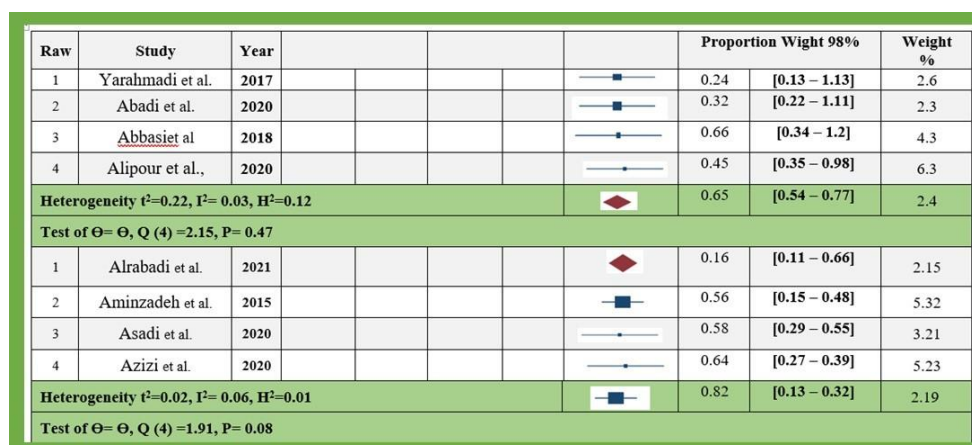 Raw Study Year Proportion Wight 98% Weight %
1 Yarahmadi et al. 2017 0.24 [0.13 – 1.13] 2.6
2 Abadi et al. 2020 0.32 [0.22 – 1.11] 2.3
3 Abbasiet al 2018 0.66 [0.34 – 1.2] 4.3
4 Alipour et al., 2020 0.45 [0.35 – 0.98] 6.3
Heterogeneity t²=0.22, I²= 0.03, H²=0.12 0.65 [0.54 – 0.77] 2.4
Test of Ɵ= Ɵ, Q (4) =2.15, P= 0.47
1 Alrabadi et al. 2021 0.16 [0.11 – 0.66] 2.15
2 Aminzadeh et al. 2015 0.56 [0.15 – 0.48] 5.32
3 Asadi et al. 2020 0.58 [0.29 – 0.55] 3.21
4 Azizi et al. 2020 0.64 [0.27 – 0.39] 5.23
Heterogeneity t²=0.02, I²= 0.06, H²=0.01 0.82 [0.13 – 0.32] 2.19
Test of Ɵ= Ɵ, Q (4) =1.91, P= 0.08